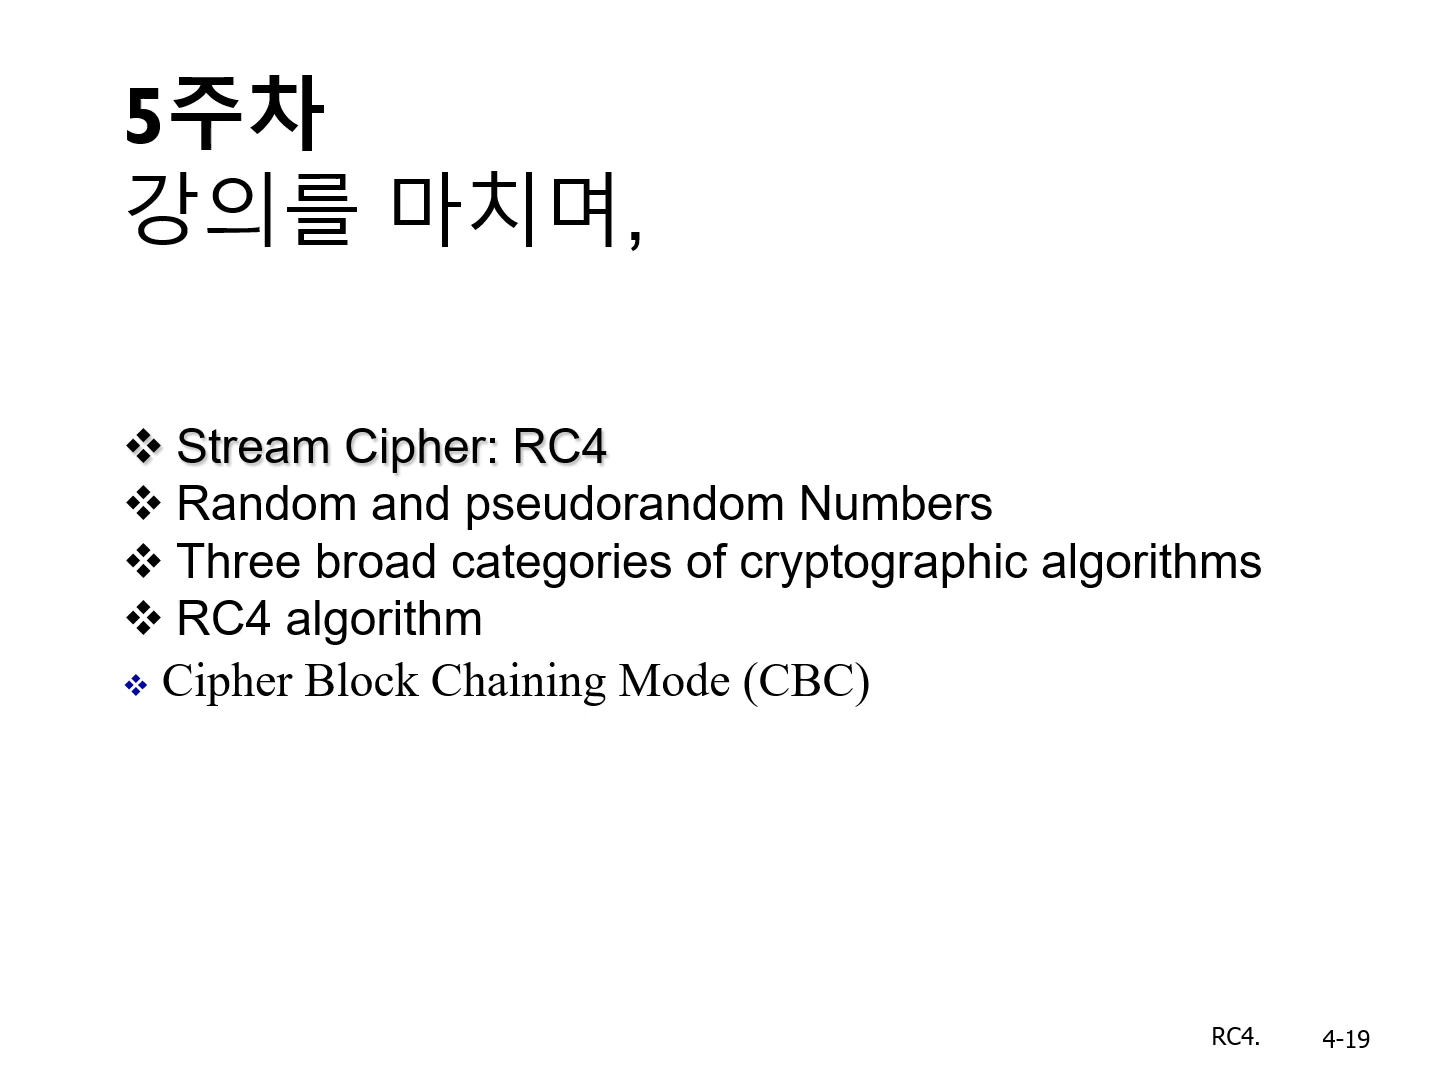 5주차
강의를 마치며,
❖ Stream Cipher: RC4
❖ Random and pseudorandom Numbers
❖ Three broad categories of cryptographic algorithms
❖ RC4 algorithm
❖ Cipher Block Chaining Mode (CBC)
RC4. 4-19